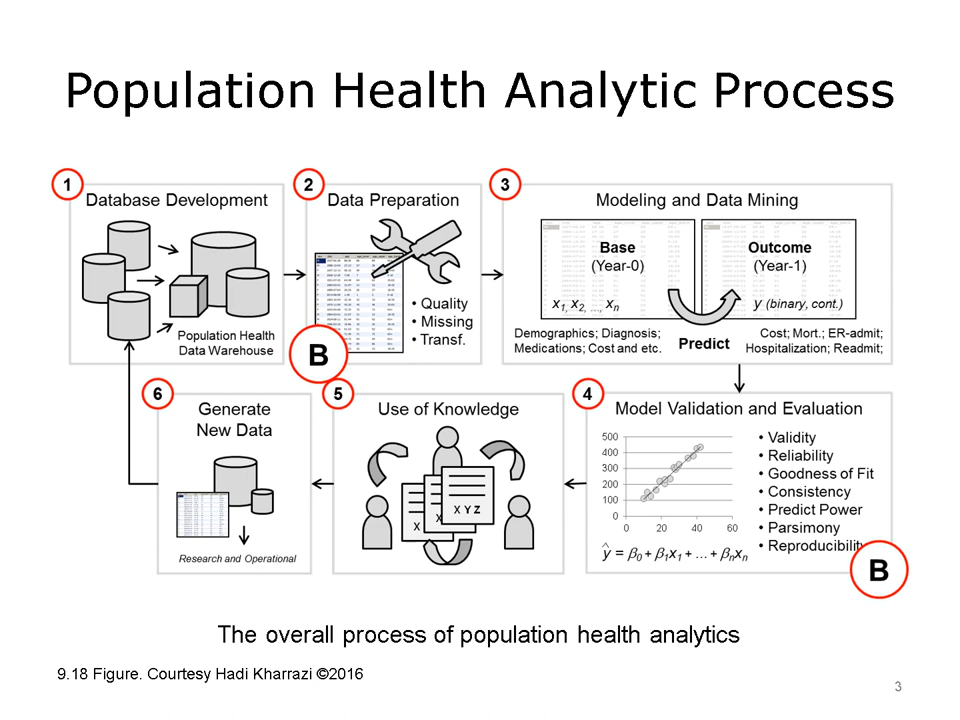 Population Health Analytic Process
1
Database Development
Population Health
Data Warehouse
2
Data Preparation
• Quality
• Missing
• Transf.
B
3
Modeling and Data Mining
Base
(Year-0)
x1, x2, ..., xn
Outcome
(Year-1)
y (binary, cont.)
Demographics; Diagnosis;
Medications; Cost and etc.
Predict
Cost; Mort.; ER-admit;
Hospitalization; Readmit;
6
Generate
New Data
Research and Operational
5
Use of Knowledge
X
X
X Y Z
4
Model Validation and Evaluation
500
400
300
200
100
0
0 20 40 60
ŷ = β0 + β1x1 + ... + βnxn
• Validity
• Reliability
• Goodness of Fit
• Consistency
• Predict Power
• Parsimony
• Reproducibility
B
The overall process of population health analytics
9.18 Figure. Courtesy Hadi Kharrazi ©2016
3